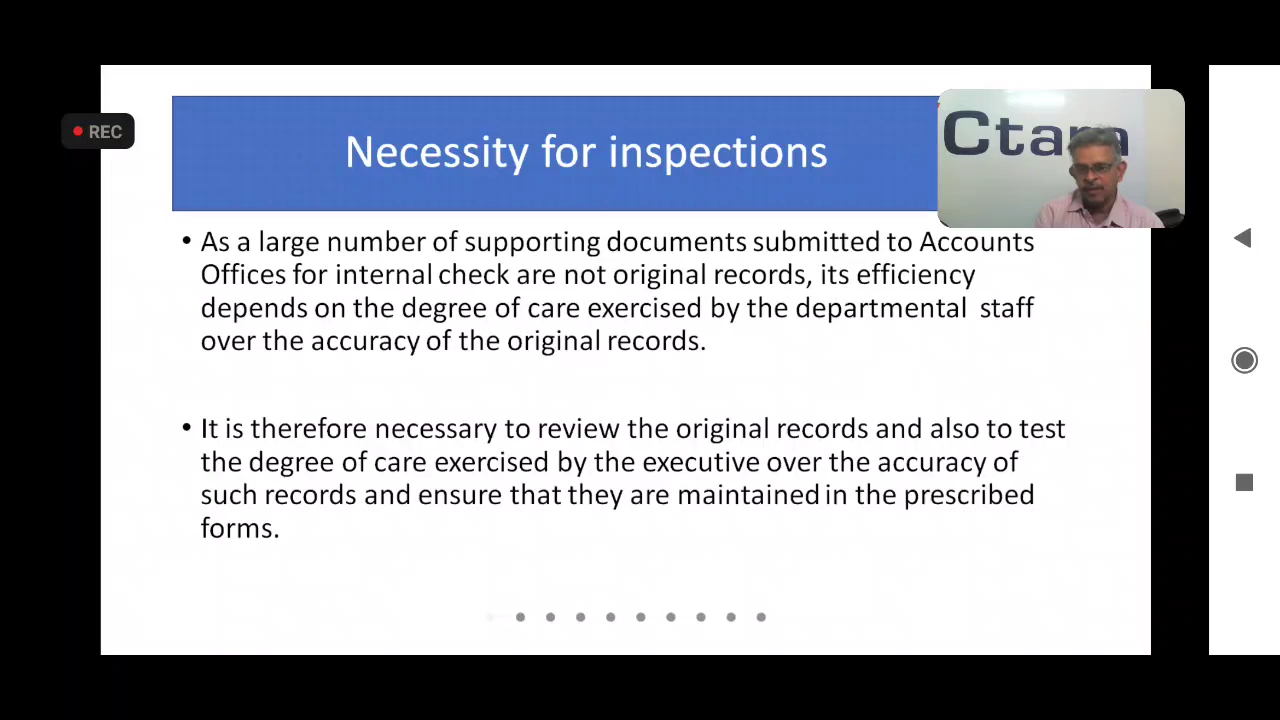 REC
Necessity for inspections
• As a large number of supporting documents submitted to Accounts
Offices for internal check are not original records, its efficiency
depends on the degree of care exercised by the departmental staff
over the accuracy of the original records.
• It is therefore necessary to review the original records and also to test
the degree of care exercised by the executive over the accuracy of
such records and ensure that they are maintained in the prescribed
forms.